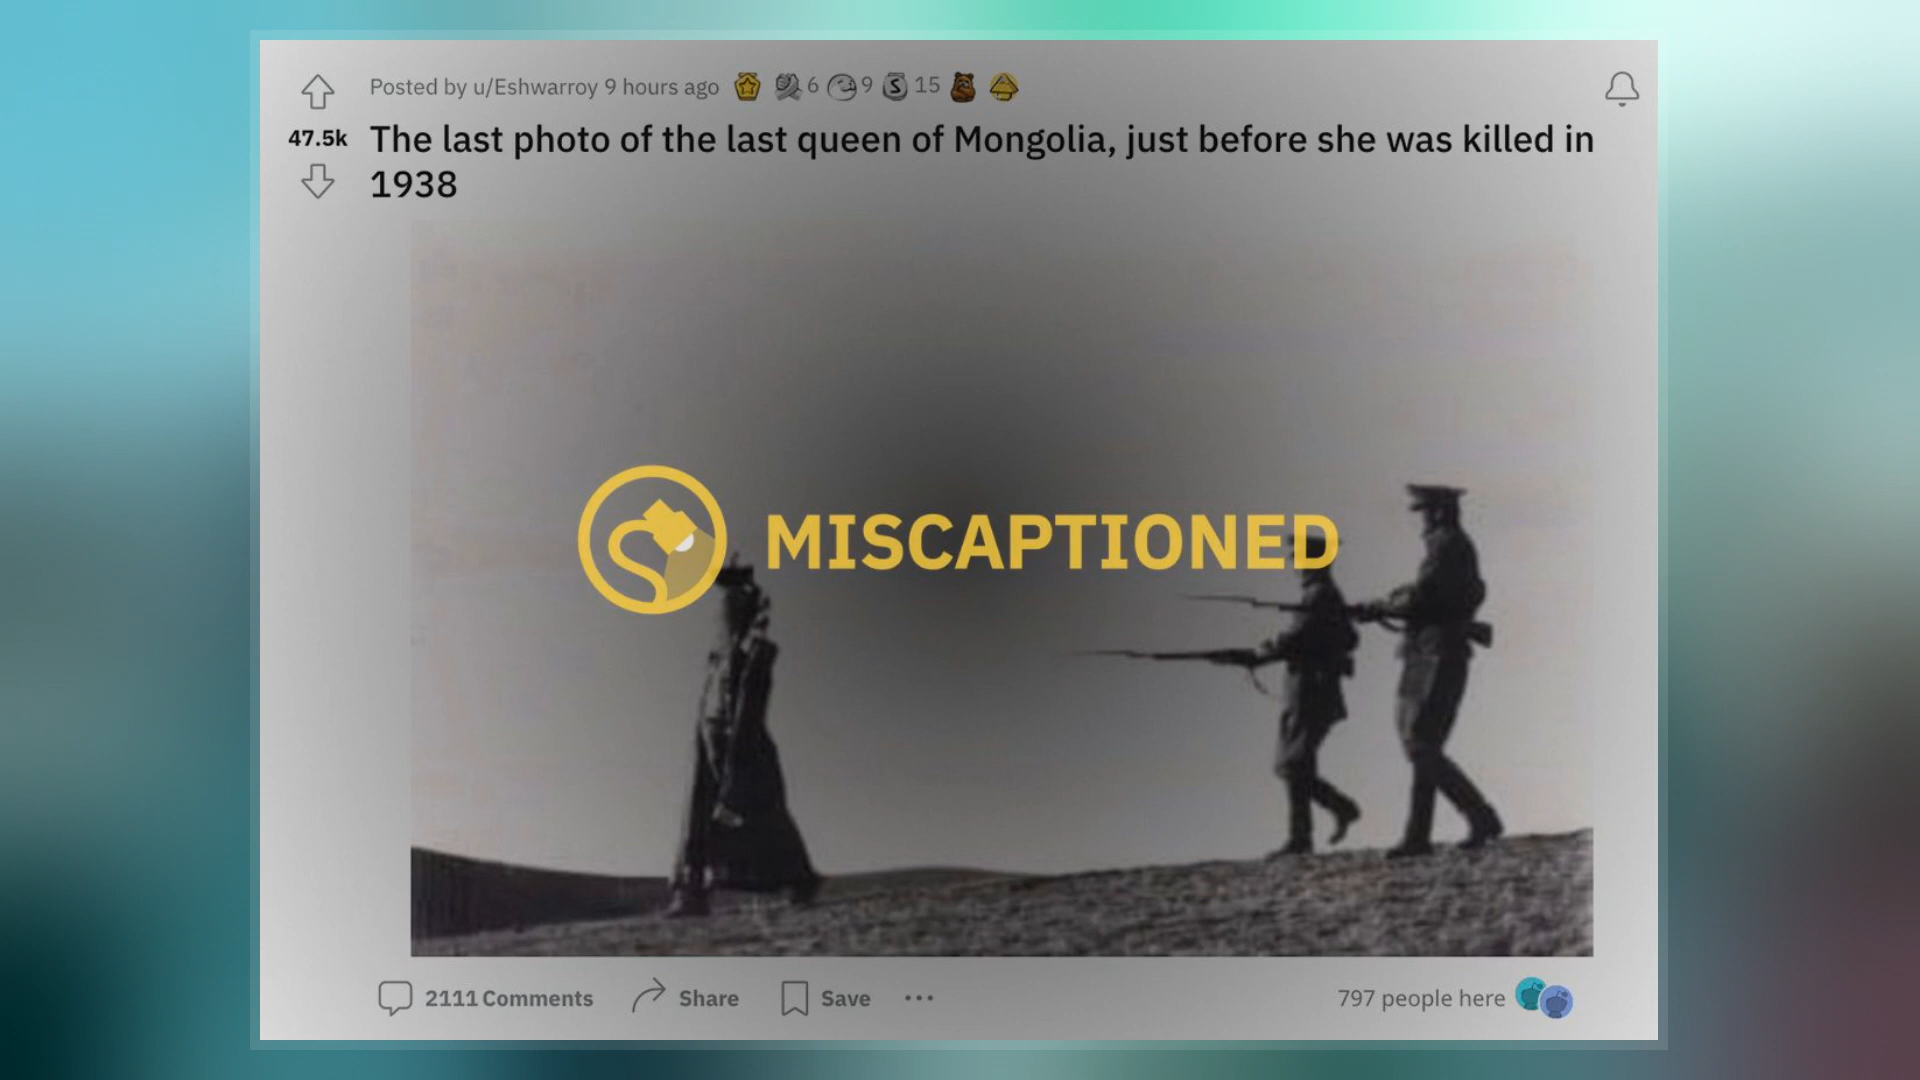 Posted by u/Eshwarroy 9 hours ago 6 9 S 15
47.5k
The last photo of the last queen of Mongolia, just before she was killed in
1938
MISCAPTIONED
2111 Comments Share Save ... 797 people here